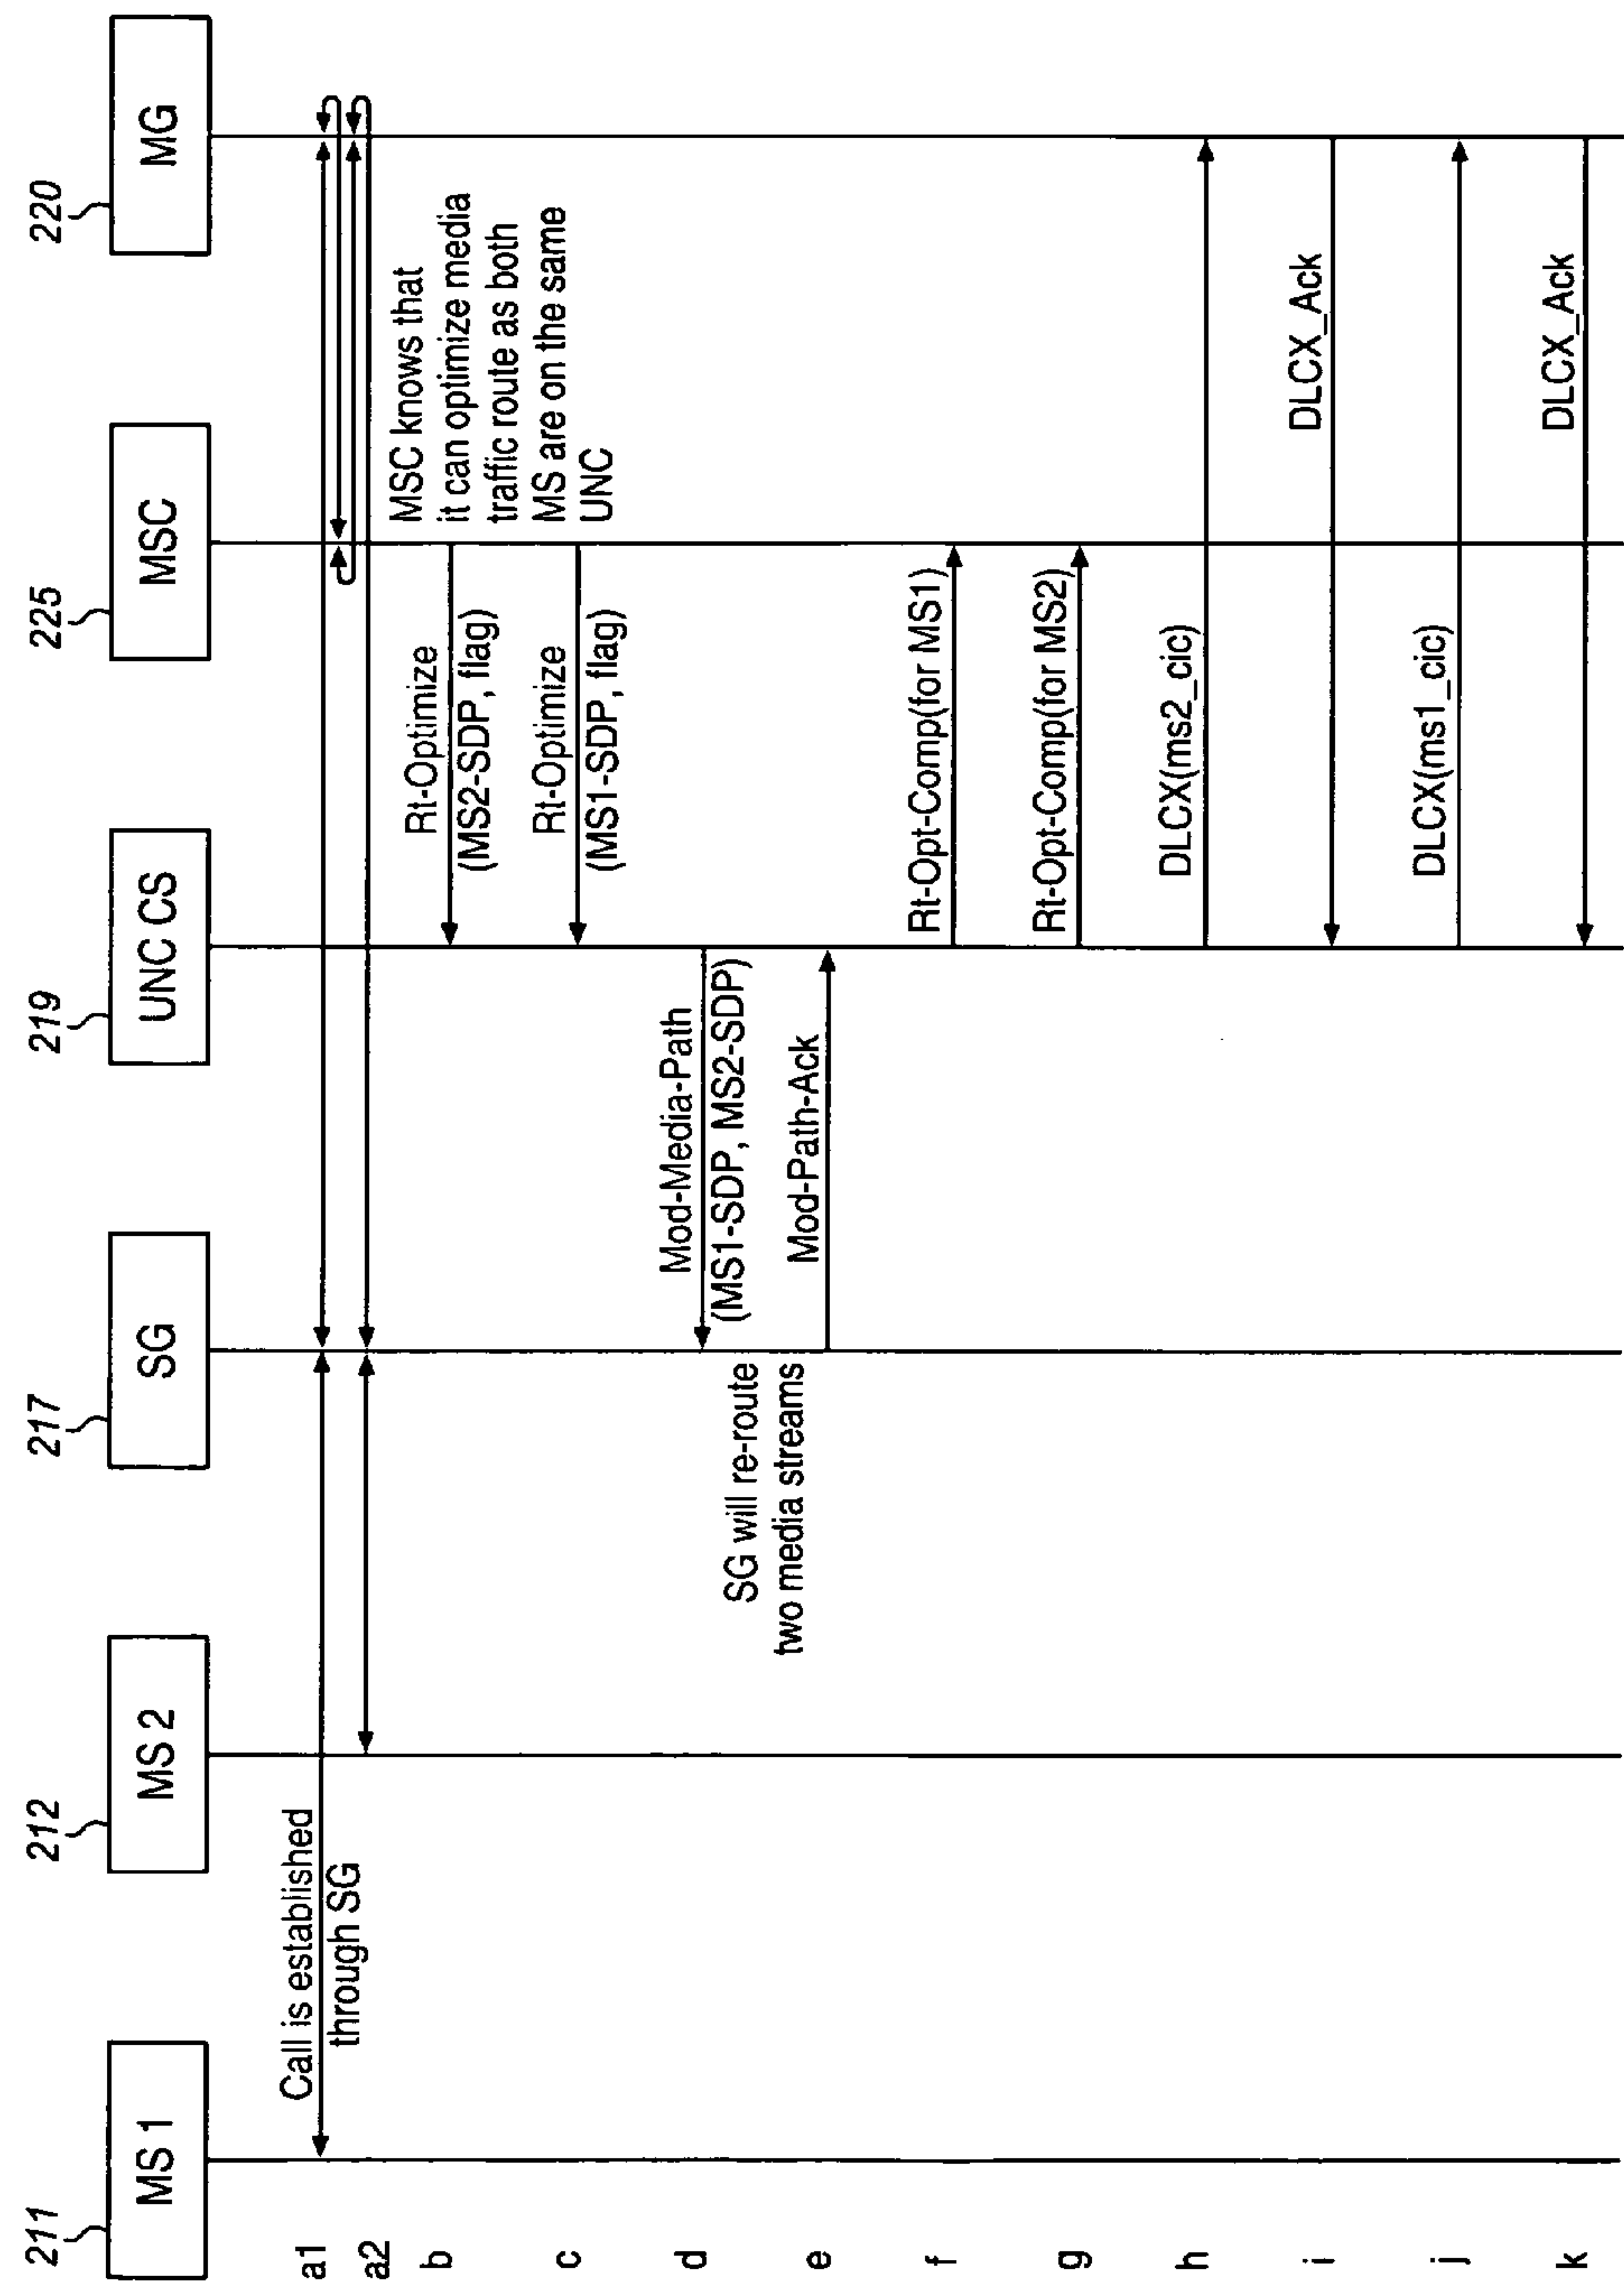 211
212
217
219
225
220
MS 1
MS 2
SG
UNC CS
MSC
MG
a1
Call is established
through SG
a2
b
Rt-Optimize
(MS2-SDP, flag)
MSC knows that
it can optimize media
traffic route as both
MS are on the same
UNC
c
Rt-Optimize
(MS1-SDP, flag)
d
Mod-Media-Path
(MS1-SDP, MS2-SDP)
SG will re-route
two media streams
e
Mod-Path-Ack
f
Rt-Opt-Comp(for MS1)
g
Rt-Opt-Comp(for MS2)
h
DLCX(ms2_cic)
i
DLCX_Ack
j
DLCX(ms1_cic)
k
DLCX_Ack